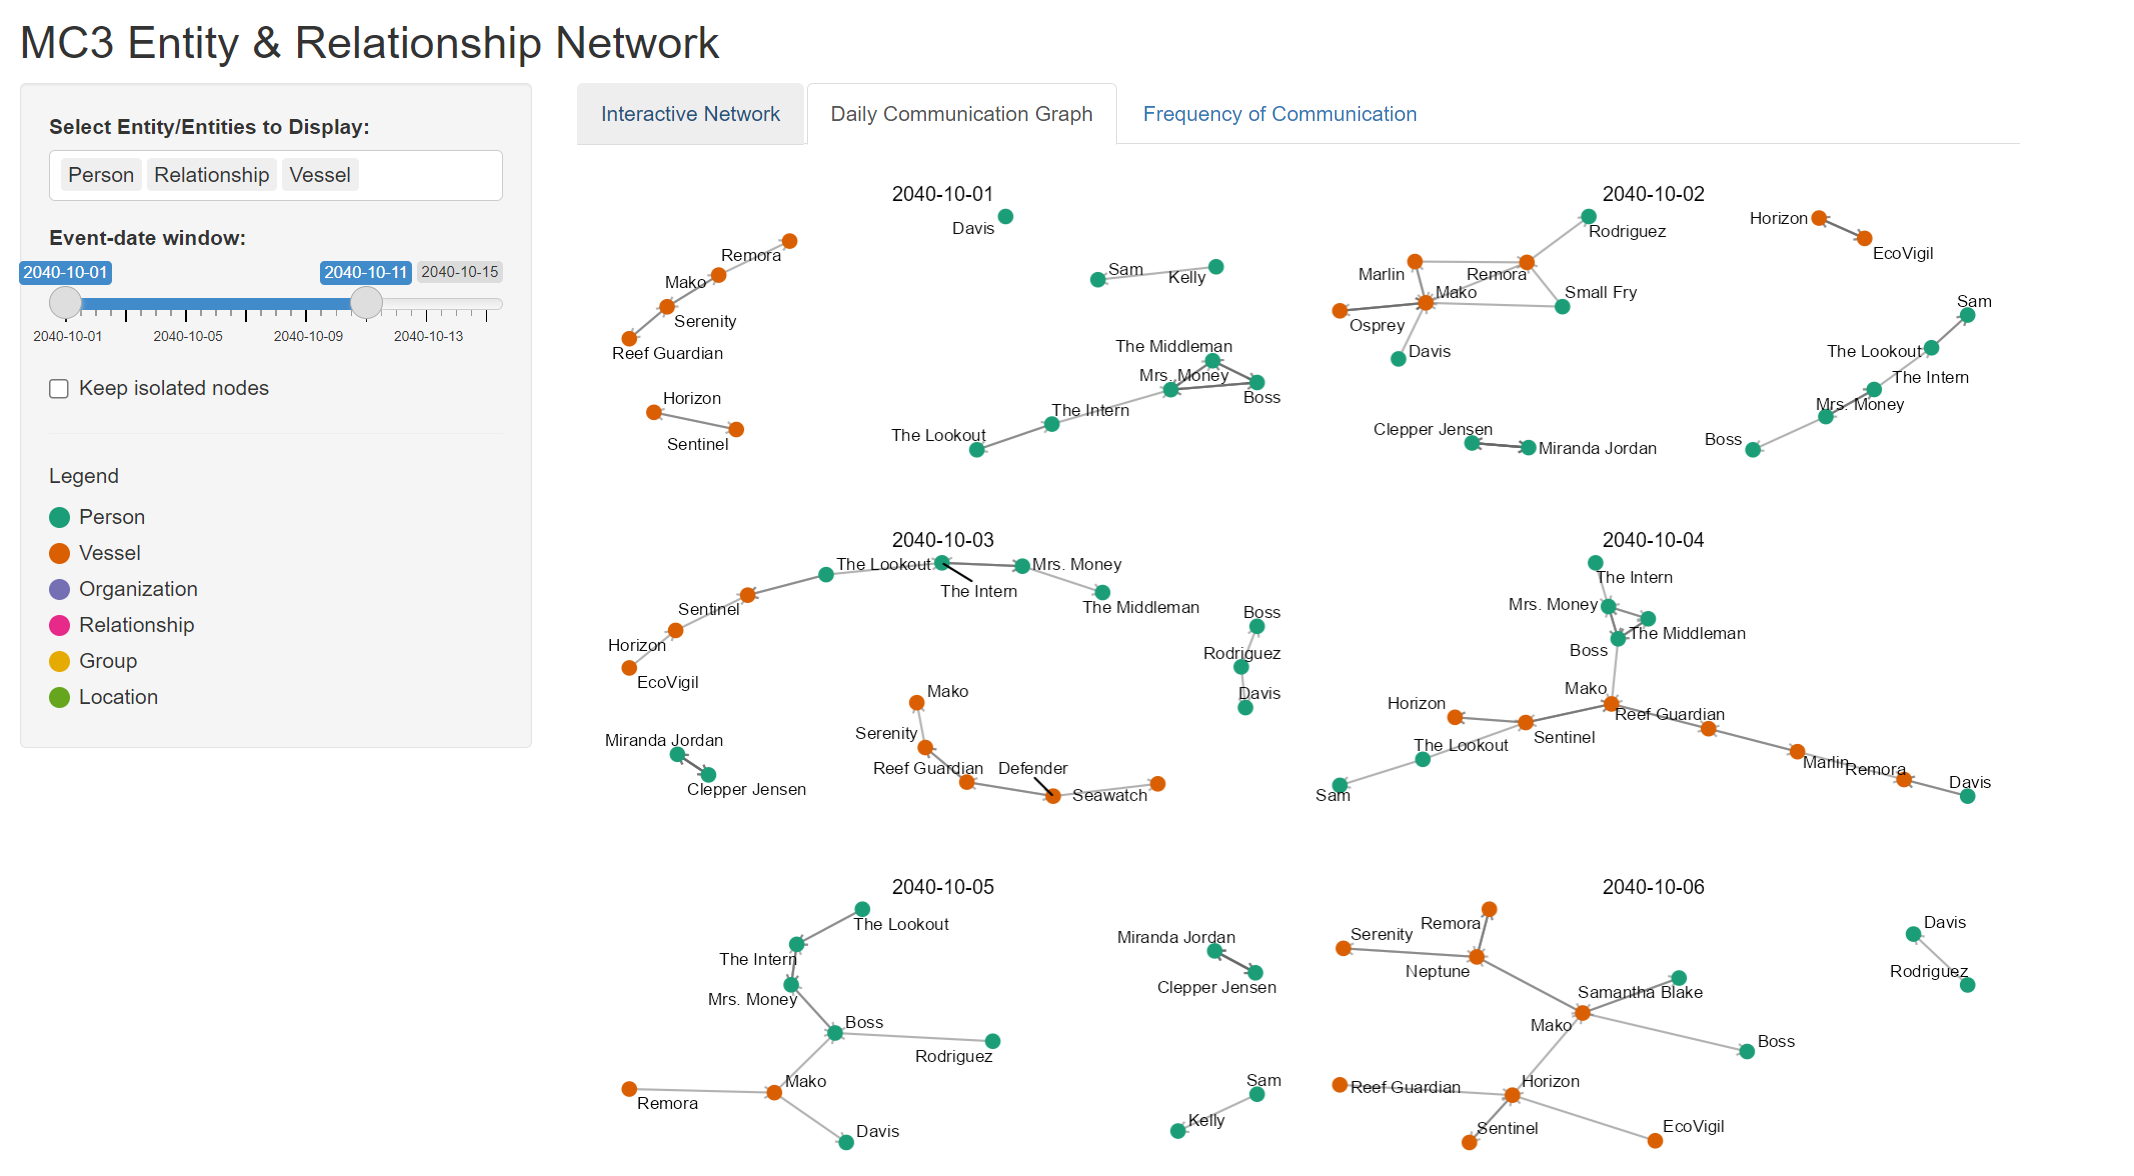 MC3 Entity & Relationship Network
Select Entity/Entities to Display:
Person Relationship Vessel
Event-date window:
2040-10-01 2040-10-11 2040-10-15
2040-10-01 2040-10-05 2040-10-09 2040-10-13
Keep isolated nodes
Legend
Person
Vessel
Organization
Relationship
Group
Location
Interactive Network Daily Communication Graph Frequency of Communication
2040-10-01
Davis
Remora
Sam
Kelly
Mako
Serenity
Reef Guardian
The Middleman
Mrs. Money
Boss
Horizon
The Intern
The Lookout
Sentinel
2040-10-02
Horizon
Rodriguez
EcoVigil
Marlin
Remora
Mako
Small Fry
Sam
Osprey
Davis
The Lookout
The Intern
Mrs. Money
Clepper Jensen
Boss
Miranda Jordan
2040-10-03
The Lookout
Mrs. Money
The Intern
Sentinel
The Middleman
Boss
Horizon
Rodriguez
EcoVigil
Mako
Davis
Serenity
Miranda Jordan
Reef Guardian
Defender
Clepper Jensen
Seawatch
2040-10-04
The Intern
Mrs. Money
The Middleman
Boss
Mako
Horizon
Reef Guardian
Sentinel
The Lookout
Marlin
Remora
Davis
Sam
2040-10-05
The Lookout
Miranda Jordan
The Intern
Clepper Jensen
Mrs. Money
Boss
Rodriguez
Mako
Sam
Remora
Kelly
Davis
2040-10-06
Remora
Davis
Serenity
Neptune
Rodriguez
Samantha Blake
Mako
Boss
Horizon
Reef Guardian
Sentinel
EcoVigil